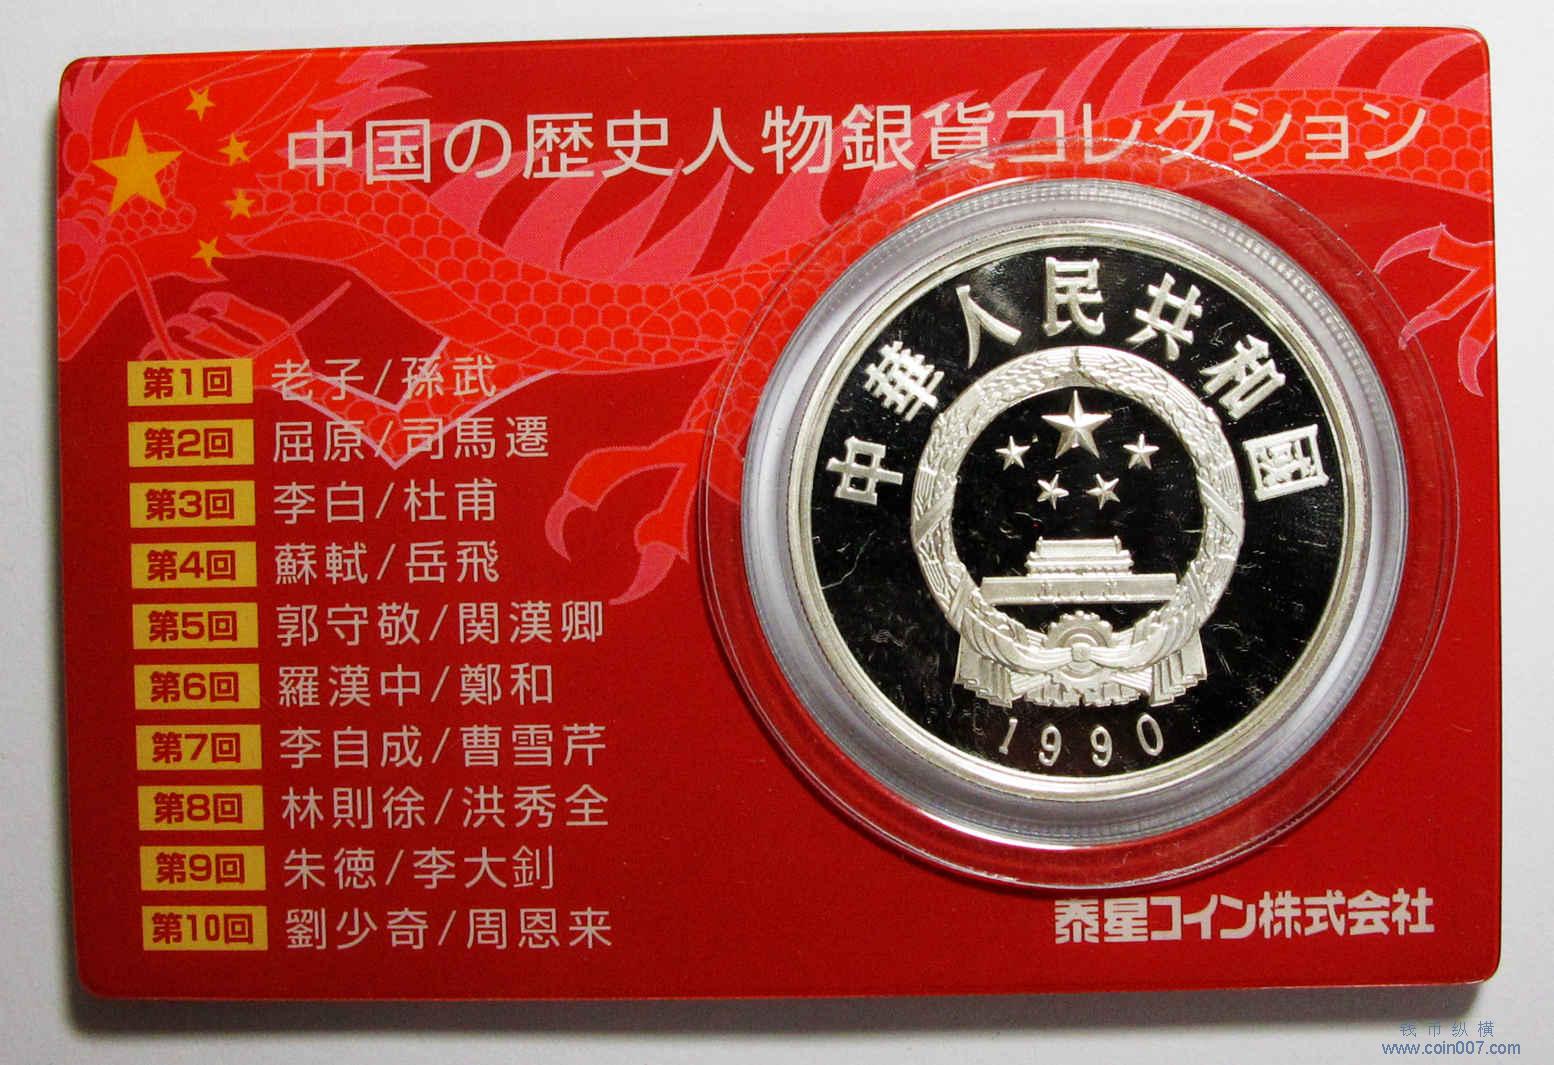 中国の歴史人物銀貨コレクション
中華人民共和国
1990
第1回 老子/孫武
第2回 屈原/司馬遷
第3回 李白/杜甫
第4回 蘇軾/岳飛
第5回 郭守敬/関漢卿
第6回 羅漢中/鄭和
第7回 李自成/曹雪芹
第8回 林則徐/洪秀全
第9回 朱徳/李大釗
第10回 劉少奇/周恩来
泰星コイン株式会社
钱币纵横
www.coin007.com